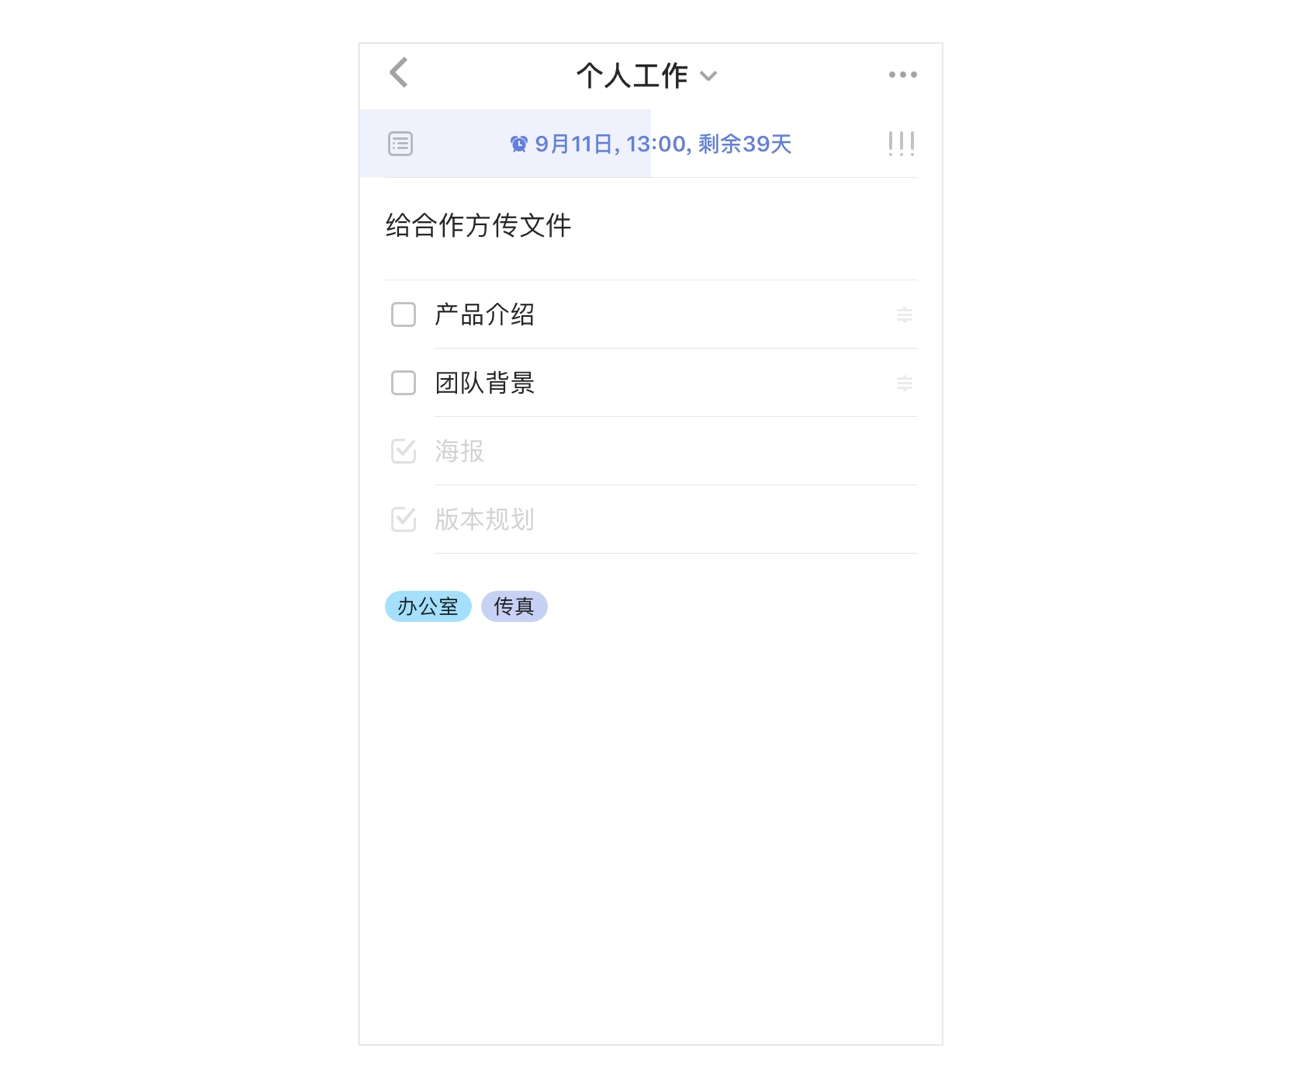 个人工作
9月11日, 13:00, 剩余39天
给合作方传文件
产品介绍
团队背景
海报
版本规划
办公室 传真